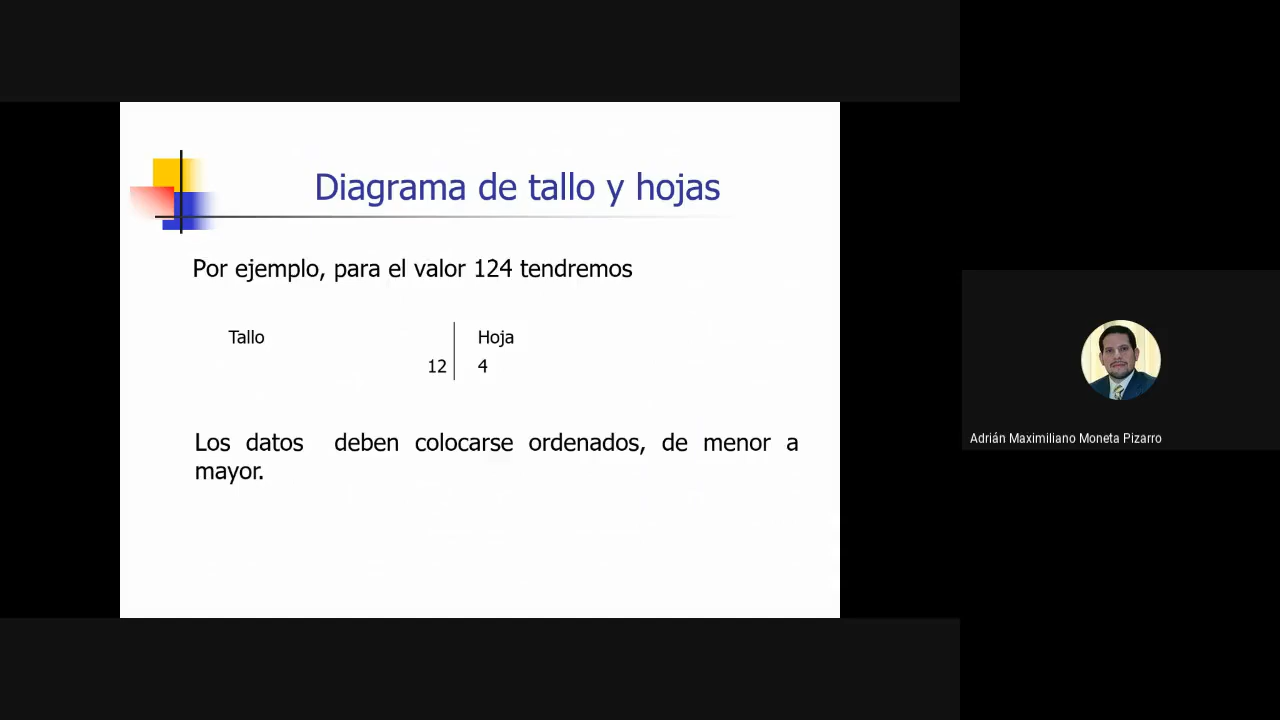 Diagrama de tallo y hojas
Por ejemplo, para el valor 124 tendremos
Tallo Hoja
12 4
Los datos deben colocarse ordenados, de menor a
mayor.
Adrián Maximiliano Moneta Pizarro